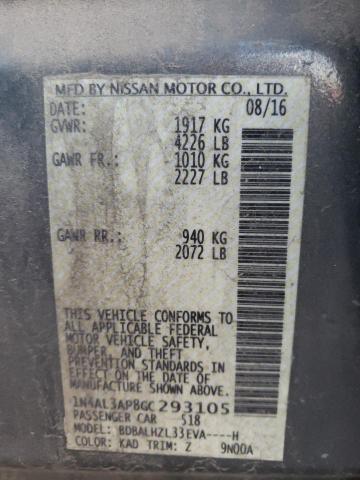 MFD BY NISSAN MOTOR CO., LTD.
DATE: 08/16
GVWR: 1917 KG
4226 LB
GAWR FR.: 1010 KG
2227 LB
GAWR RR.: 940 KG
2072 LB
THIS VEHICLE CONFORMS TO
ALL APPLICABLE FEDERAL
MOTOR VEHICLE SAFETY,
BUMPER, AND THEFT
PREVENTION STANDARDS IN
EFFECT ON THE DATE OF
MANUFACTURE SHOWN ABOVE.
1N4AL3AP8GC293105
PASSENGER CAR S18
MODEL: BDBALHZL33EVA----H
COLOR: KAD TRIM: Z 9N00A